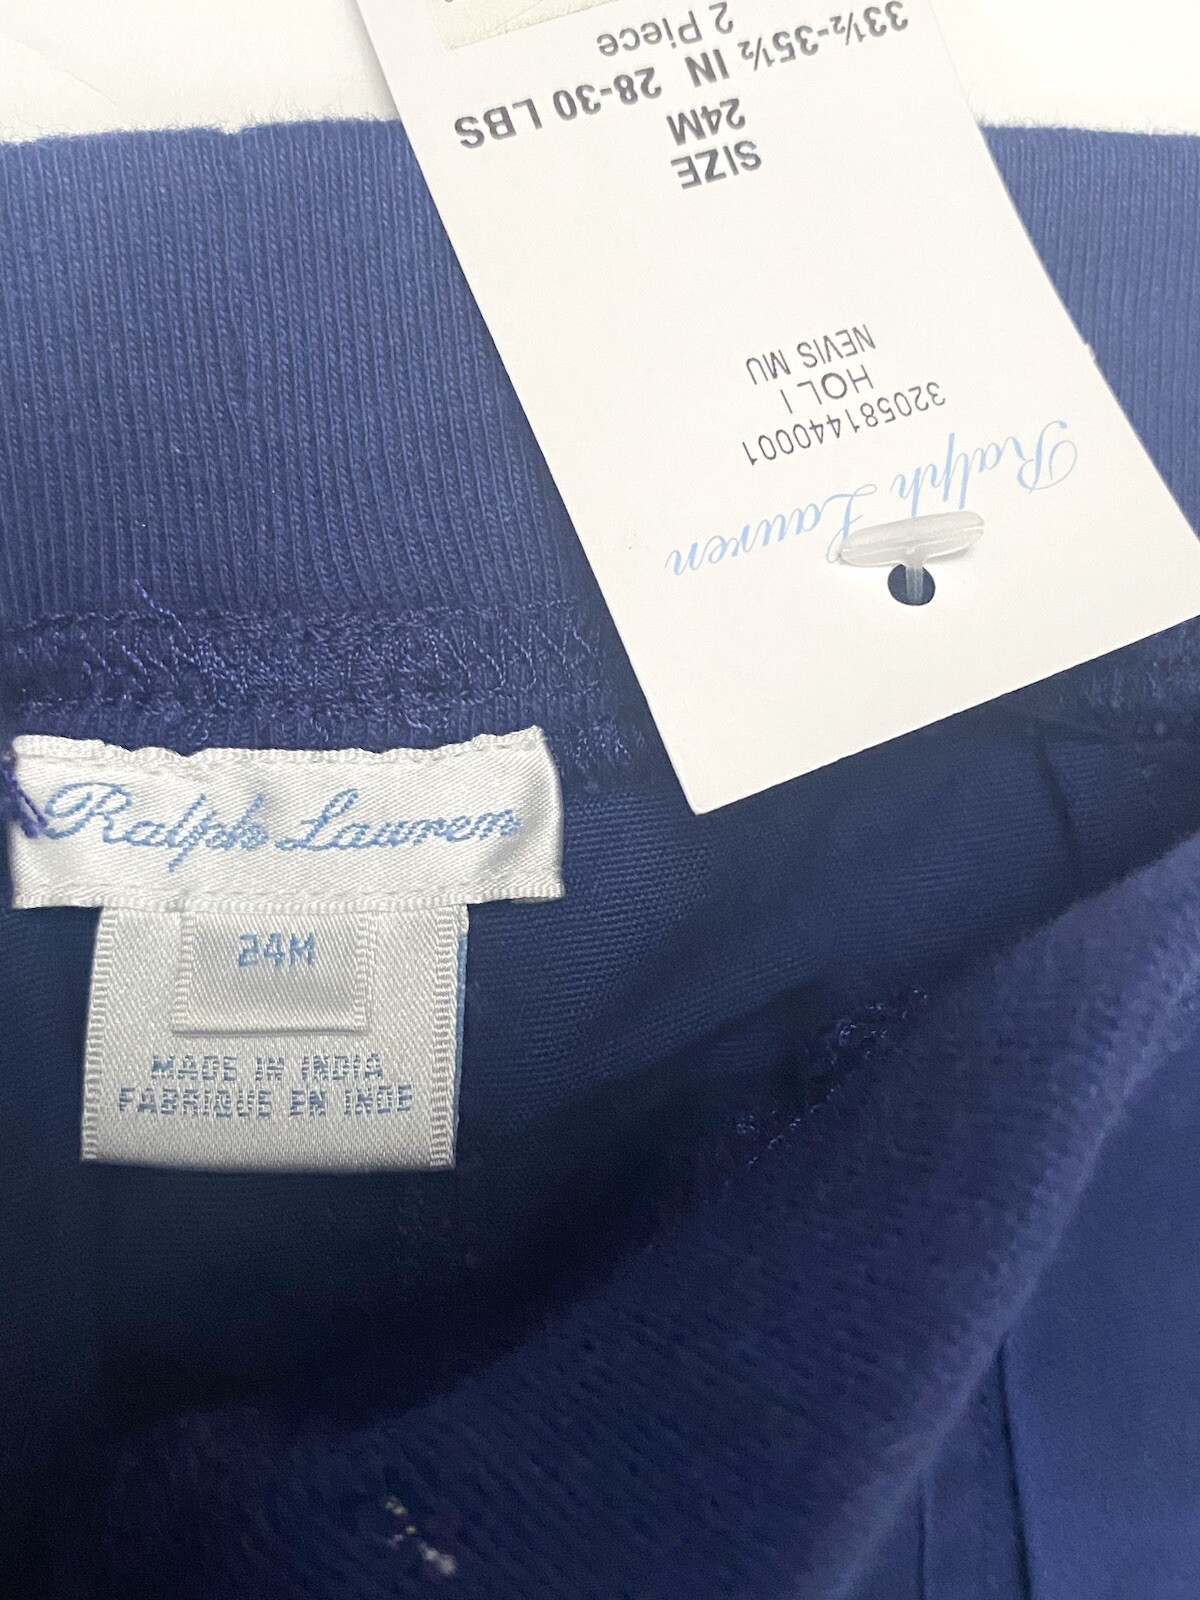 Ralph Lauren
320581440001
HOL I
NEVIS MU
SIZE
24M
33½-35½ IN 28-30 LBS
2 Piece
Ralph Lauren
24M
MADE IN INDIA
FABRIQUE EN INDE